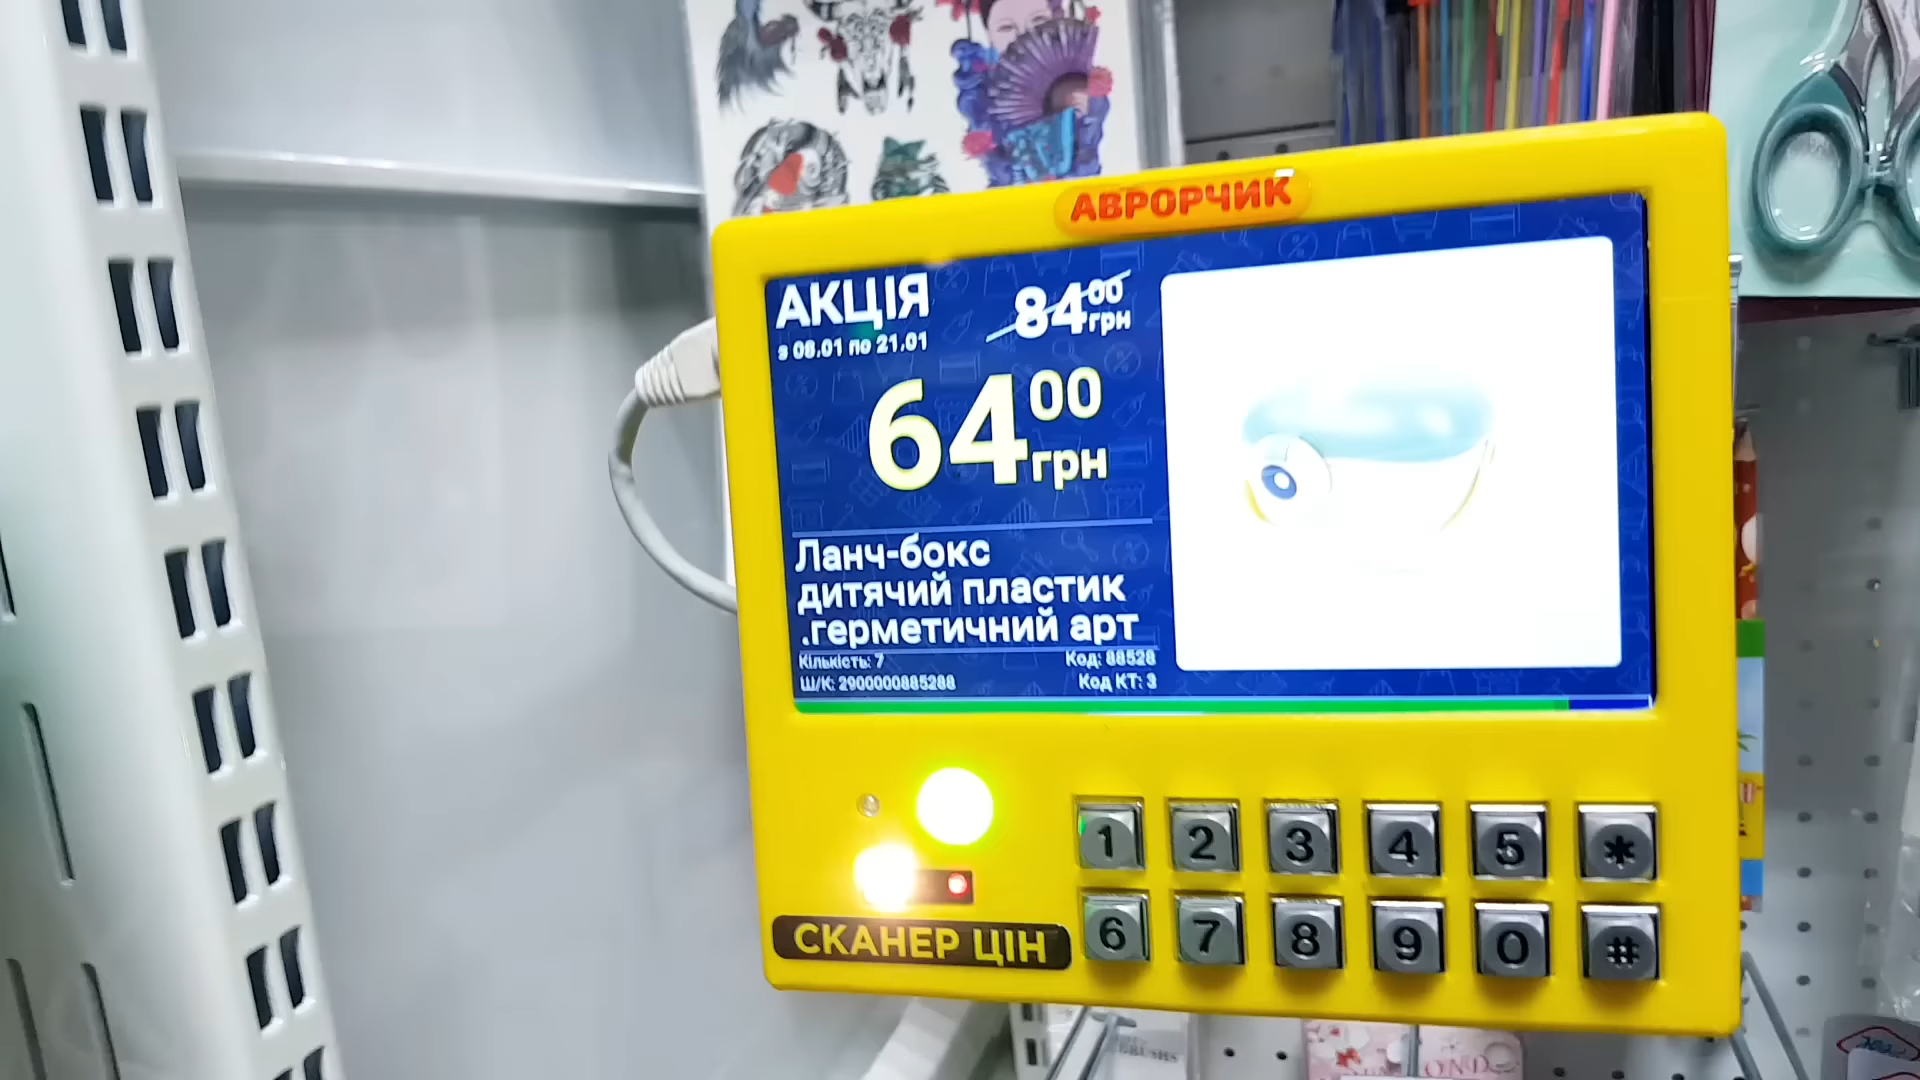 АВРОРЧИК
АКЦІЯ
84 00 грн
з 08.01 по 21.01
64 00 грн
Ланч-бокс
дитячий пластик
.герметичний арт
Кількість: 7
Код: 88528
Ш/К: 2900000885288
Код КТ: 3
1 2 3 4 5 *
СКАНЕР ЦІН
6 7 8 9 0 #